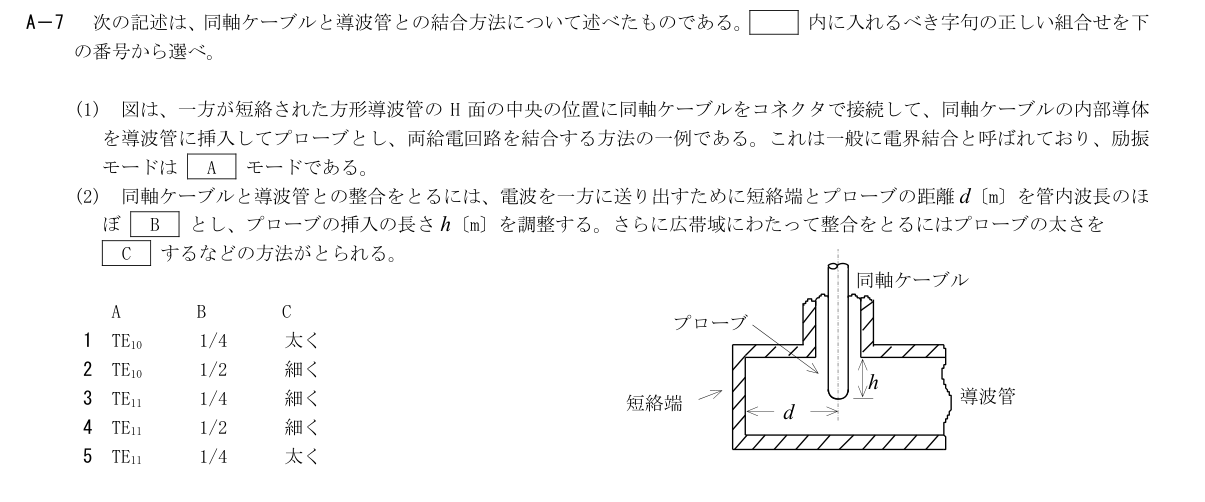 A－7　次の記述は、同軸ケーブルと導波管との結合方法について述べたものである。□内に入れるべき字句の正しい組合せを下
の番号から選べ。
(1)　図は、一方が短絡された方形導波管の H 面の中央の位置に同軸ケーブルをコネクタで接続して、同軸ケーブルの内部導体
を導波管に挿入してプローブとし、両給電回路を結合する方法の一例である。これは一般に電界結合と呼ばれており、励振
モードは A モードである。
(2)　同軸ケーブルと導波管との整合をとるには、電波を一方に送り出すために短絡端とプローブの距離 d〔m〕を管内波長のほ
ぼ B とし、プローブの挿入の長さ h〔m〕を調整する。さらに広帯域にわたって整合をとるにはプローブの太さを
C するなどの方法がとられる。
A　B　C
1　TE₁₀　1/4　太く
2　TE₁₀　1/2　細く
3　TE₁₁　1/4　細く
4　TE₁₁　1/2　細く
5　TE₁₁　1/4　太く
同軸ケーブル
プローブ
h
短絡端
d
導波管